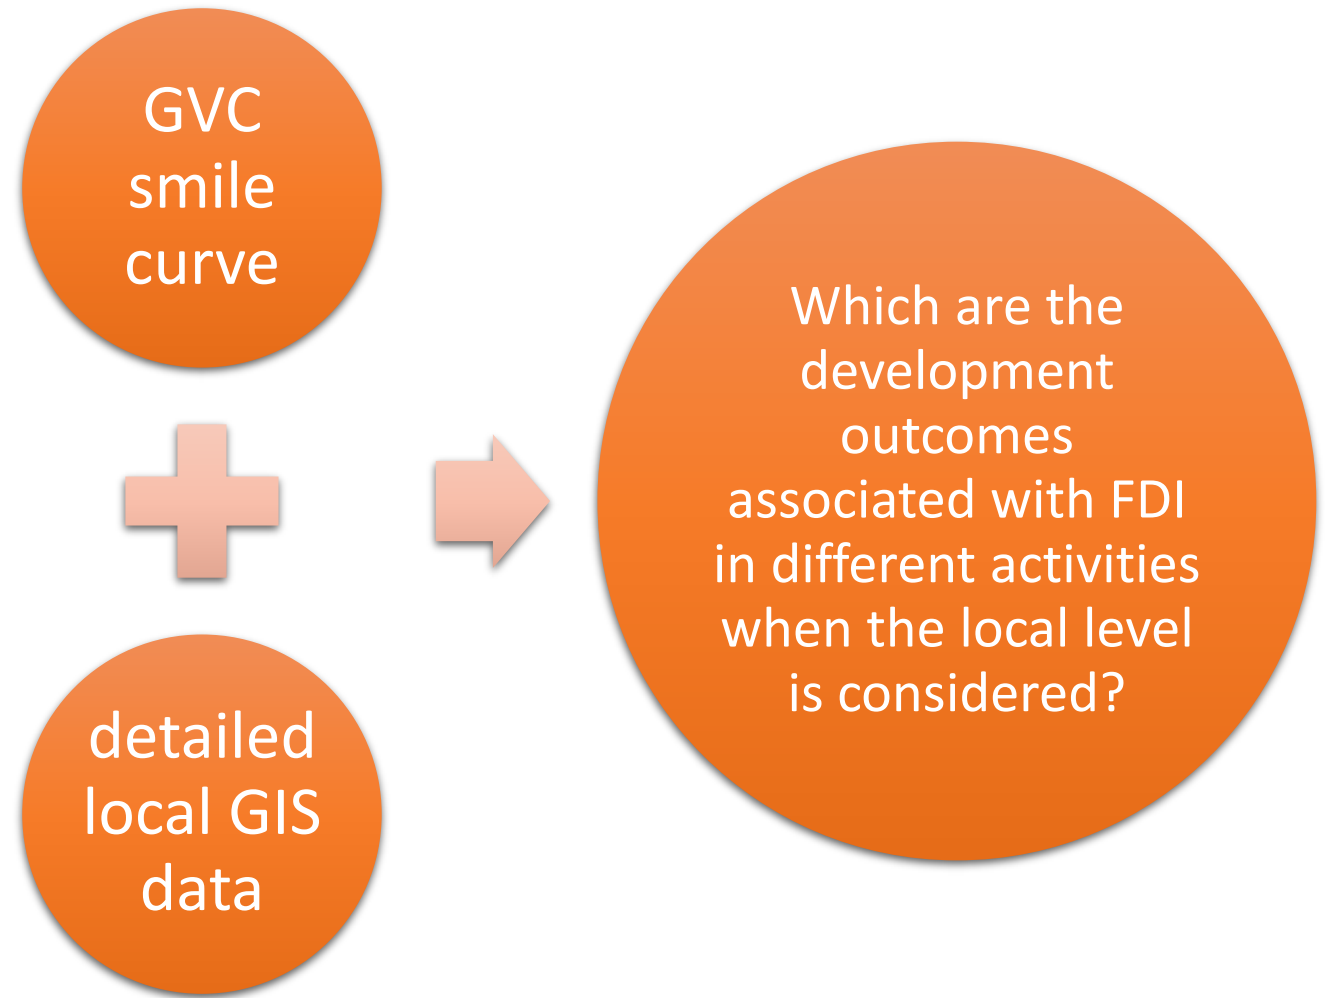 GVC
smile
curve
detailed
local GIS
data
Which are the
development
outcomes
associated with FDI
in different activities
when the local level
is considered?